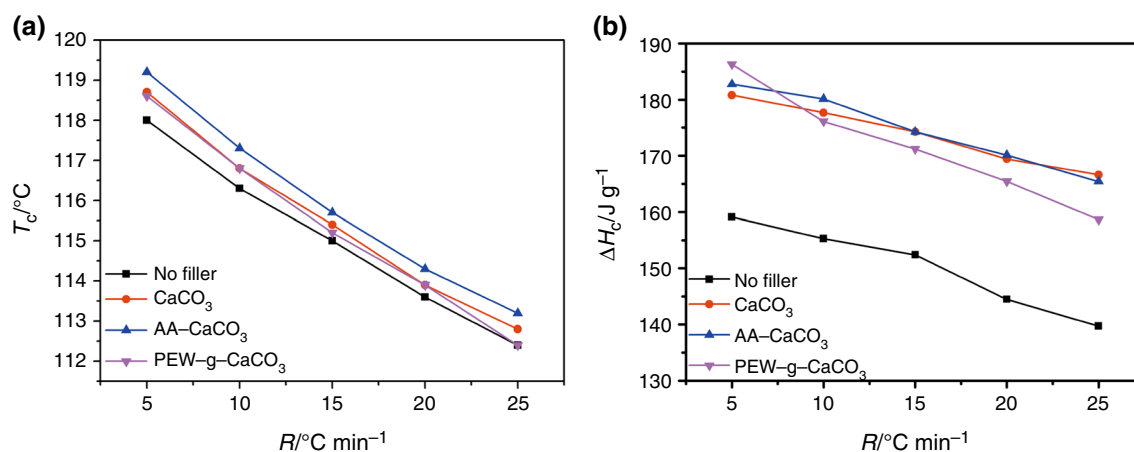 (a)
120
119
118
117
116
115
114
113
112
T_c/°C
No filler
CaCO₃
AA–CaCO₃
PEW–g–CaCO₃
5 10 15 20 25
R/°C min⁻¹
(b)
190
180
170
160
150
140
130
ΔH_c/J g⁻¹
No filler
CaCO₃
AA–CaCO₃
PEW–g–CaCO₃
5 10 15 20 25
R/°C min⁻¹